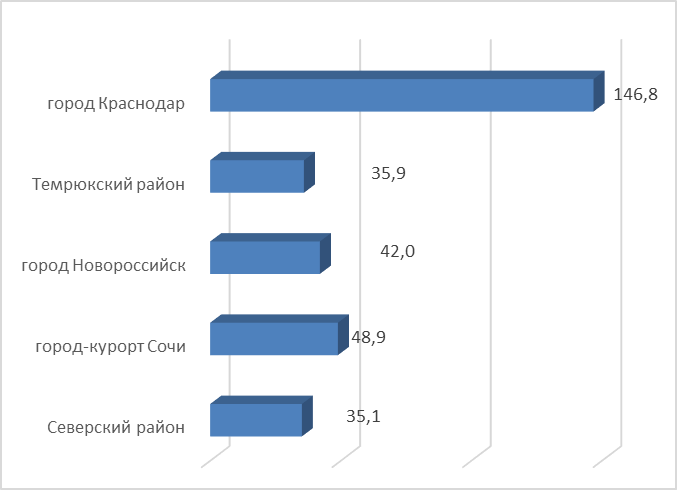 город Краснодар 146,8
Темрюкский район 35,9
город Новороссийск 42,0
город-курорт Сочи 48,9
Северский район 35,1